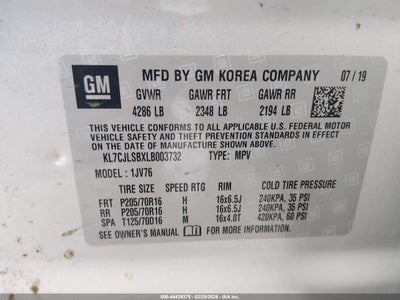 GM
MFD BY GM KOREA COMPANY 07/19
GVWR GAWR FRT GAWR RR
4286 LB 2348 LB 2194 LB
THIS VEHICLE CONFORMS TO ALL APPLICABLE U.S. FEDERAL MOTOR
VEHICLE SAFETY, BUMPER, AND THEFT PREVENTION STANDARDS IN
EFFECT ON THE DATE OF MANUFACTURE SHOWN ABOVE.
KL7CJLSBXLB003732 TYPE: MPV
MODEL: 1JV76
TIRE SIZE SPEED RTG RIM COLD TIRE PRESSURE
FRT P205/70R16 H 16x6.5J 240KPA, 35 PSI
RR P205/70R16 H 16x6.5J 240KPA, 35 PSI
SPA T125/70D16 M 16x4.0T 420KPA, 60 PSI
SEE OWNER'S MANUAL FOR MORE INFORMATION